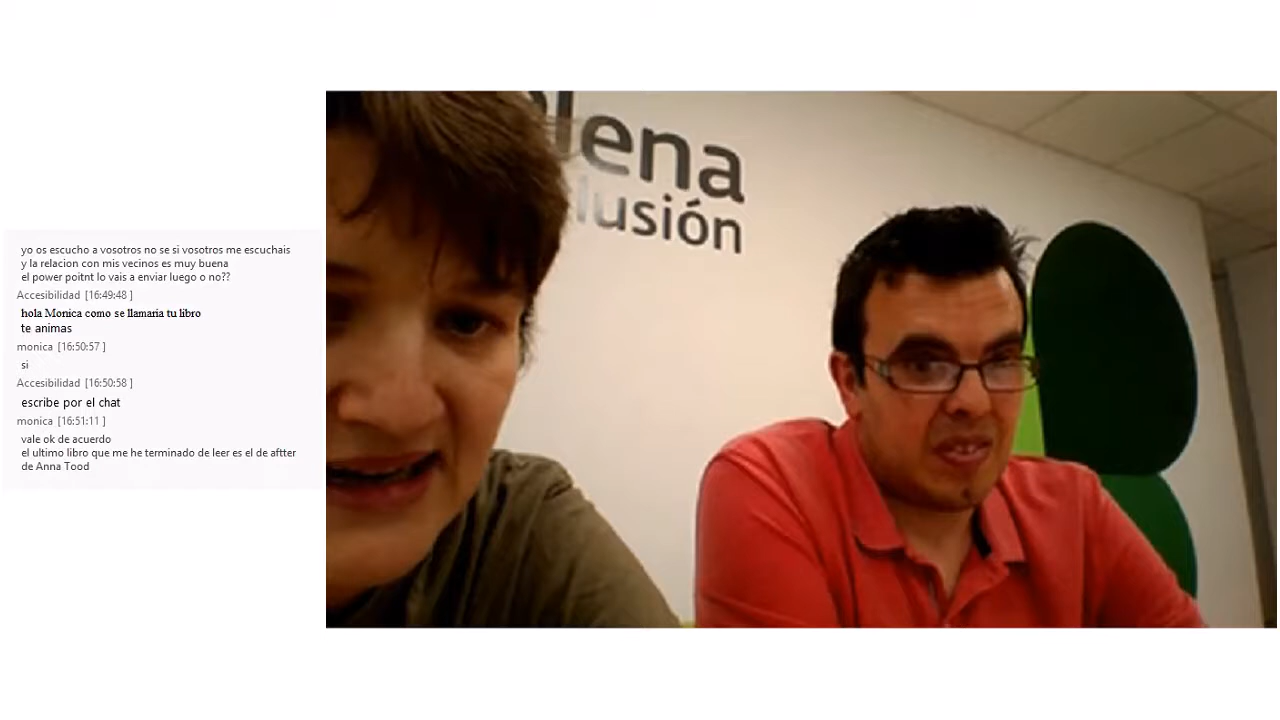 yo os escucho a vosotros no se si vosotros me escuchais
y la relacion con mis vecinos es muy buena
el power poitnt lo vais a enviar luego o no??
Accesibilidad [16:49:48 ]
hola Monica como se llamaria tu libro
te animas
monica [16:50:57 ]
si
Accesibilidad [16:50:58 ]
escribe por el chat
monica [16:51:11 ]
vale ok de acuerdo
el ultimo libro que me he terminado de leer es el de aftter
de Anna Tood
lena
lusión